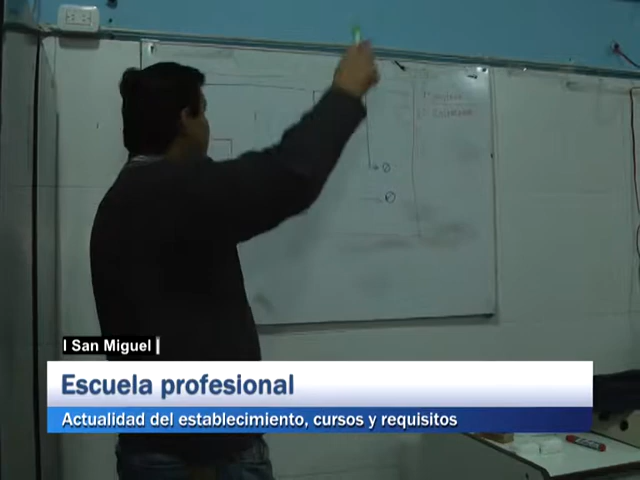 | San Miguel |
Escuela profesional
Actualidad del establecimiento, cursos y requisitos